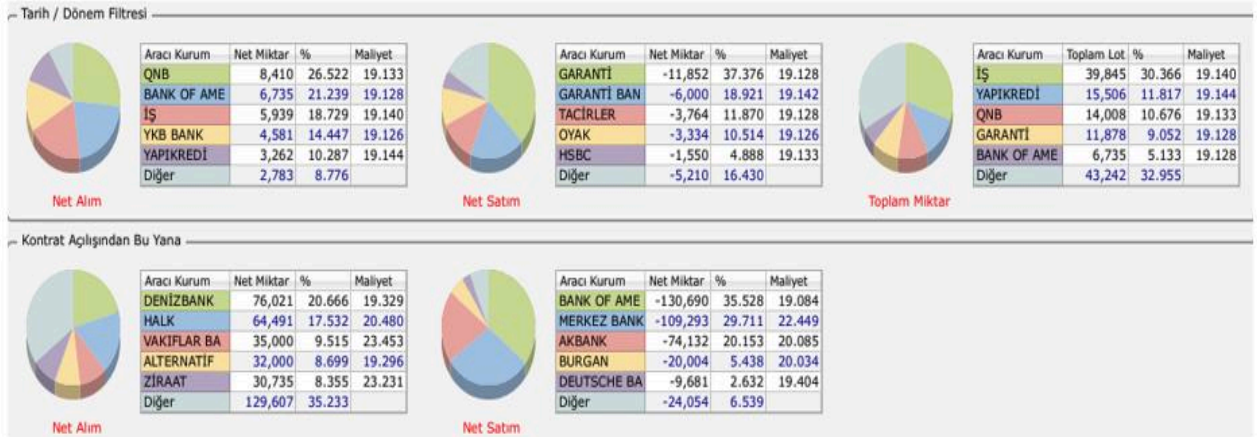 Tarih / Dönem Filtresi
Aracı Kurum Net Miktar % Maliyet
QNB 8,410 26.522 19.133
BANK OF AME 6,735 21.239 19.128
İŞ 5,939 18.729 19.140
YKB BANK 4,581 14.447 19.126
YAPIKREDİ 3,262 10.287 19.144
Diğer 2,783 8.776
Net Alım
Aracı Kurum Net Miktar % Maliyet
GARANTİ -11,852 37.376 19.128
GARANTİ BAN -6,000 18.921 19.142
TACİRLER -3,764 11.870 19.128
OYAK -3,334 10.514 19.126
HSBC -1,550 4.888 19.133
Diğer -5,210 16.430
Net Satım
Aracı Kurum Toplam Lot % Maliyet
İŞ 39,845 30.366 19.140
YAPIKREDİ 15,506 11.817 19.144
QNB 14,008 10.676 19.133
GARANTİ 11,878 9.052 19.128
BANK OF AME 6,735 5.133 19.128
Diğer 43,242 32.955
Toplam Miktar
Kontrat Açılışından Bu Yana
Aracı Kurum Net Miktar % Maliyet
DENİZBANK 76,021 20.666 19.329
HALK 64,491 17.532 20.480
VAKIFLAR BA 35,000 9.515 23.453
ALTERNATİF 32,000 8.699 19.296
ZİRAAT 30,735 8.355 23.231
Diğer 129,607 35.233
Net Alım
Aracı Kurum Net Miktar % Maliyet
BANK OF AME -130,690 35.528 19.084
MERKEZ BANK -109,293 29.711 22.449
AKBANK -74,132 20.153 20.085
BURGAN -20,004 5.438 20.034
DEUTSCHE BA -9,681 2.632 19.404
Diğer -24,054 6.539
Net Satım